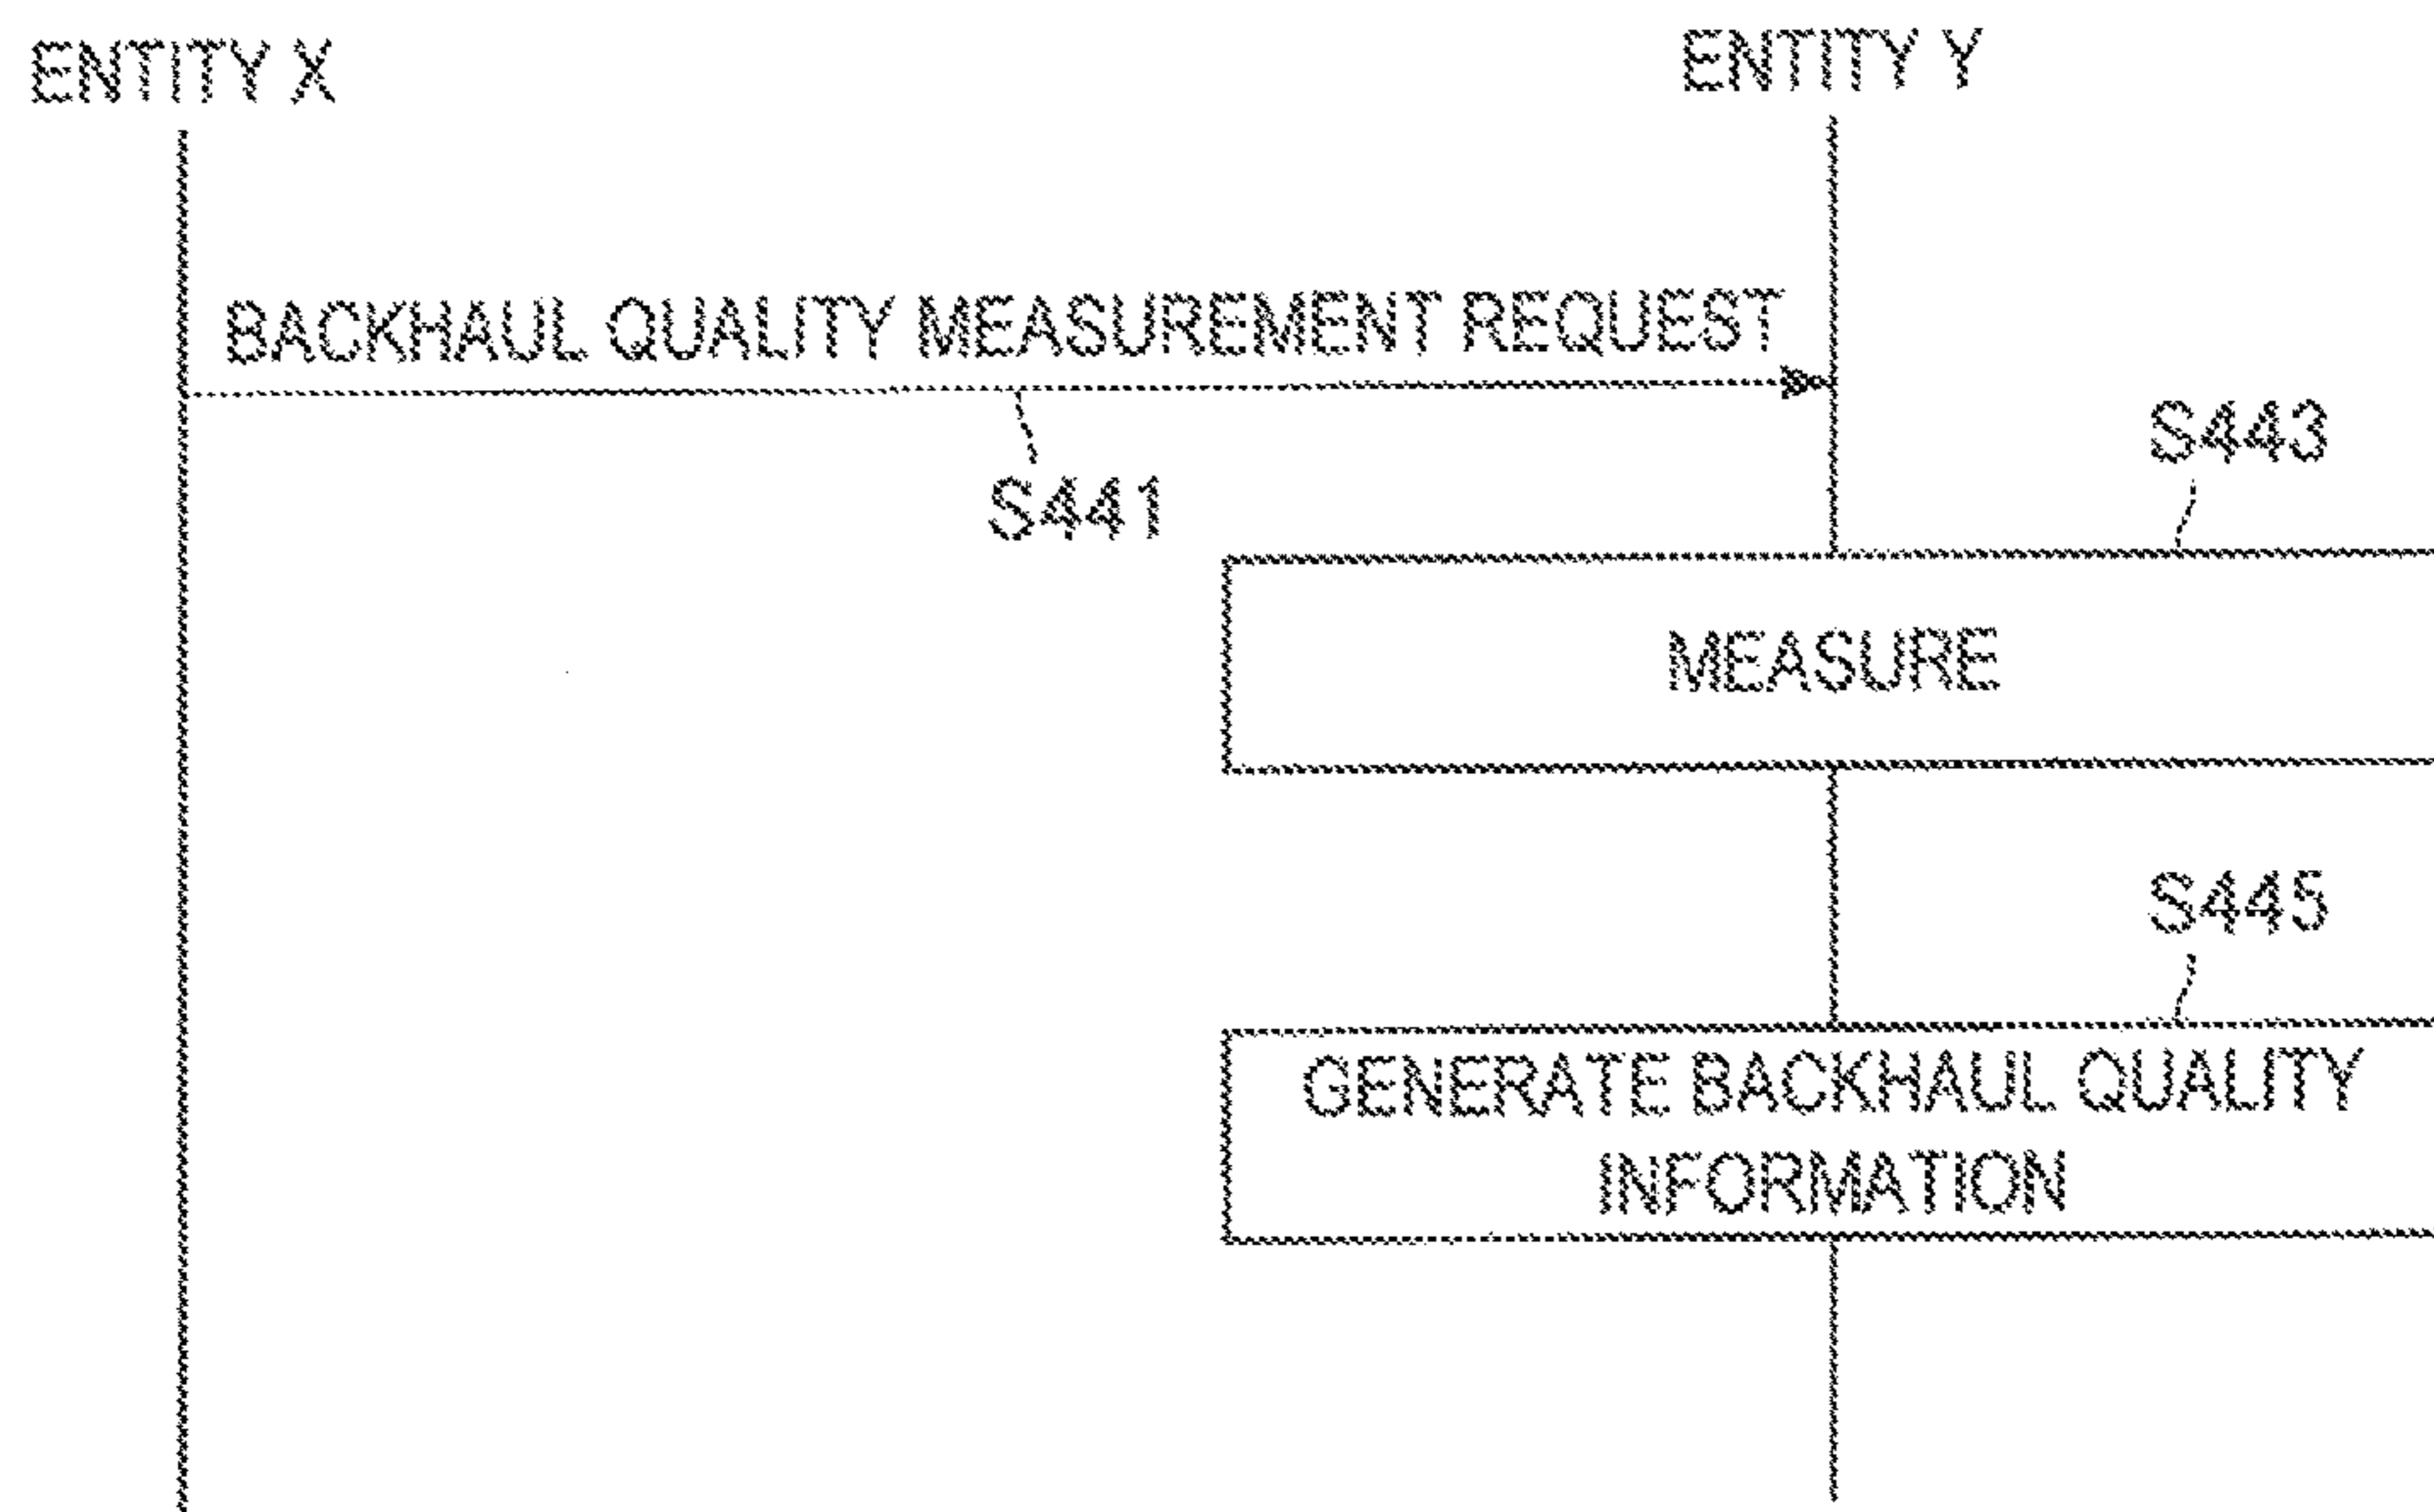 ENTITY X
ENTITY Y
BACKHAUL QUALITY MEASUREMENT REQUEST
S441
S443
MEASURE
S445
GENERATE BACKHAUL QUALITY
INFORMATION